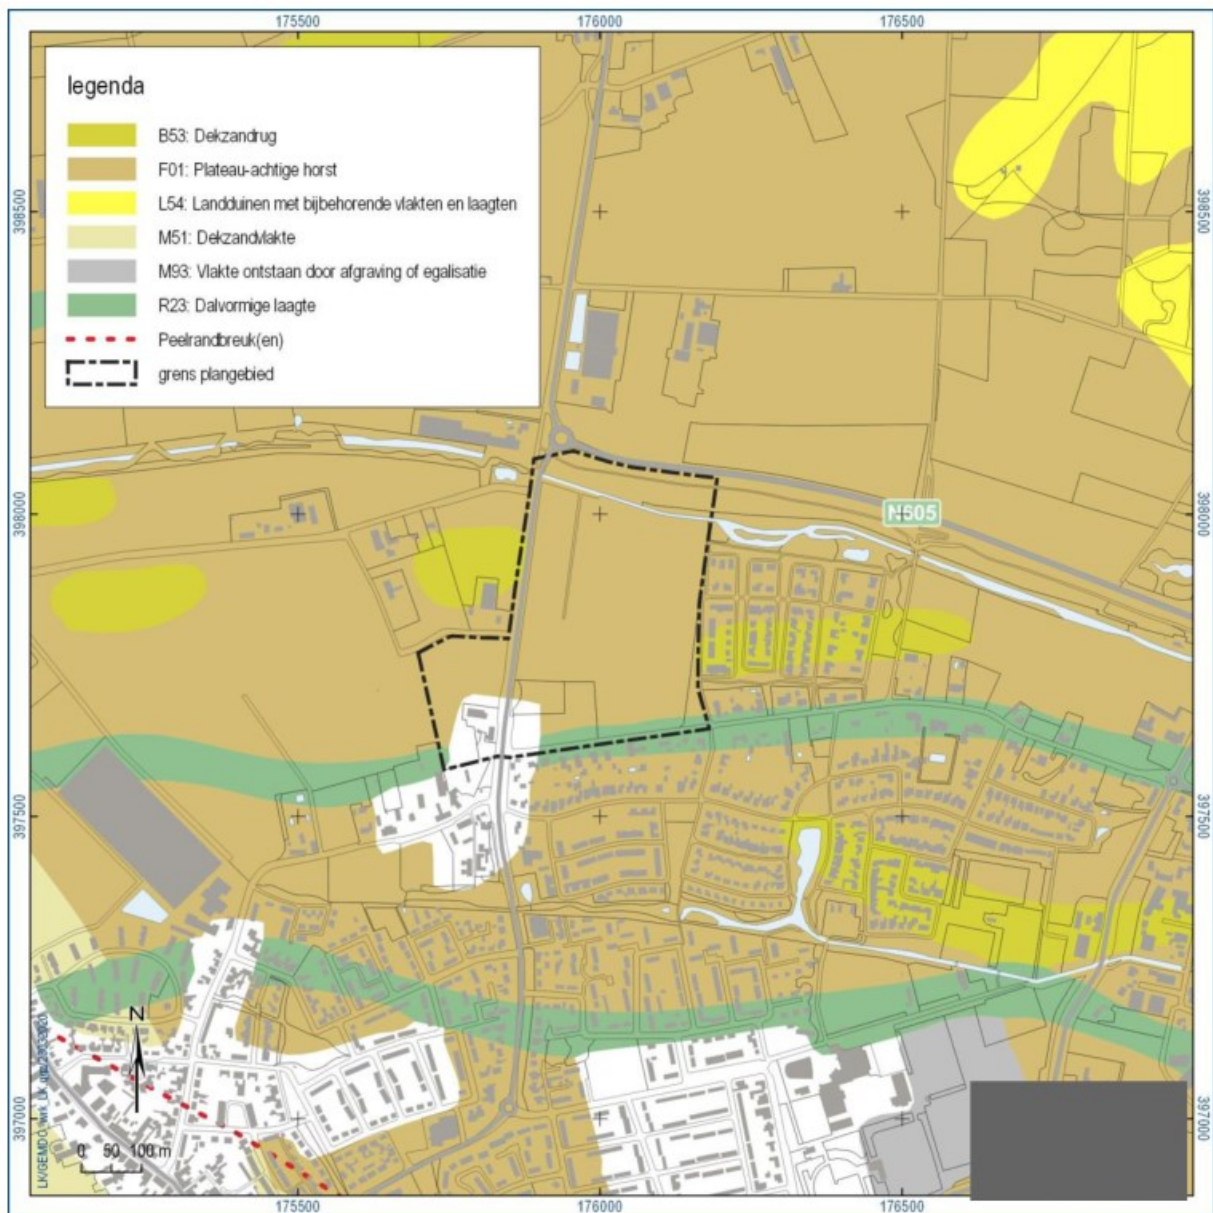 175500 176000 176500
legenda
B53: Dekzandrug
F01: Plateau-achtige horst
L54: Landduinen met bijbehorende vlakten en laagten
M51: Dekzandvlakte
M93: Vlakte ontstaan door afgraving of egalisatie
R23: Dalvormige laagte
Peelrandbreuk(en)
grens plangebied
398500 398500
398000 398000
N605
397500 397500
N
397000 397000
0 50 100 m
175500 176000 176500